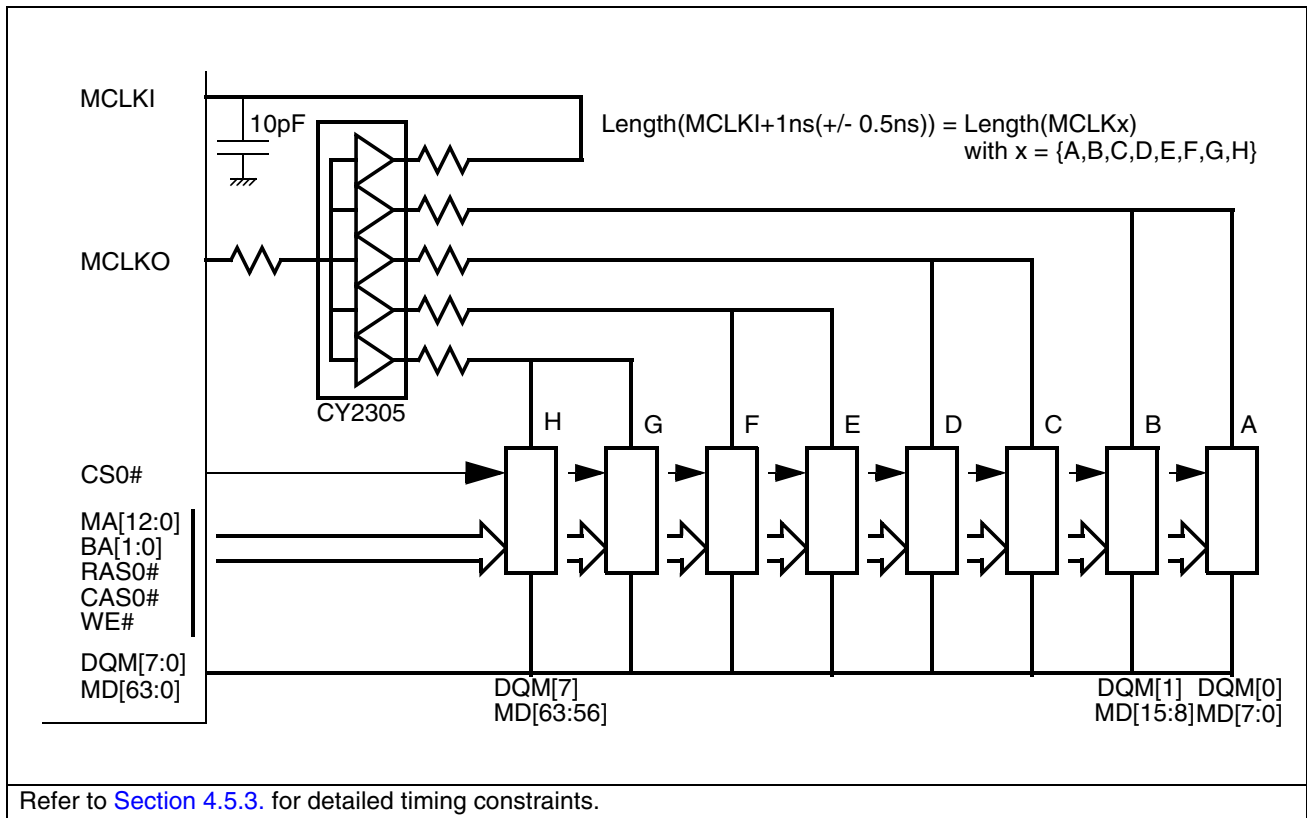 MCLKI
10pF
Length(MCLKI+1ns(+/- 0.5ns)) = Length(MCLKx)
with x = {A,B,C,D,E,F,G,H}
MCLKO
CY2305
H G F E D C B A
CS0#
MA[12:0]
BA[1:0]
RAS0#
CAS0#
WE#
DQM[7:0]
MD[63:0]
DQM[7]
MD[63:56]
DQM[1] DQM[0]
MD[15:8] MD[7:0]
Refer to Section 4.5.3. for detailed timing constraints.